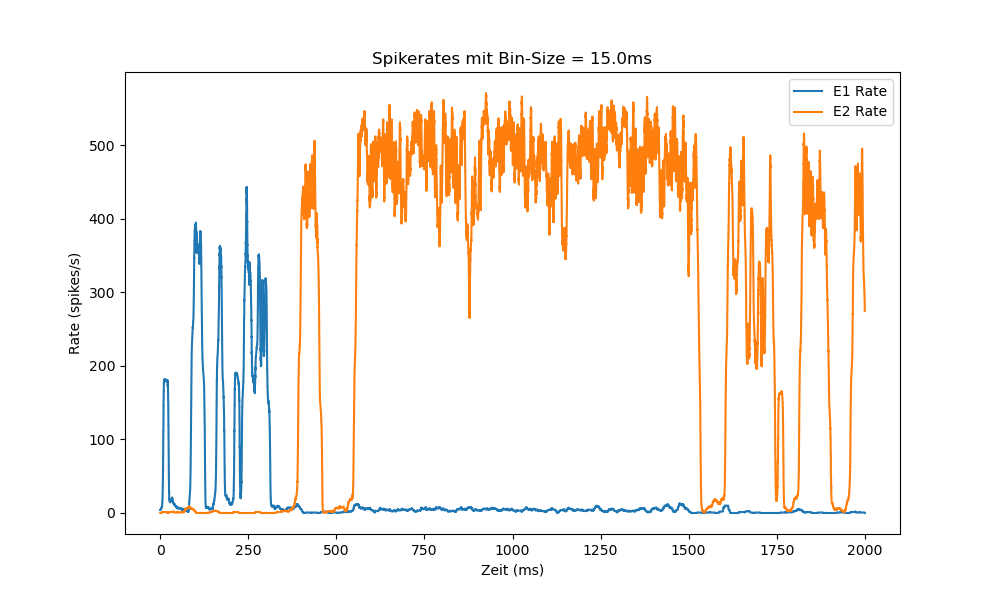 Spikerates mit Bin-Size = 15.0ms
E1 Rate
E2 Rate
500
400
300
200
100
0
Rate (spikes/s)
0 250 500 750 1000 1250 1500 1750 2000
Zeit (ms)